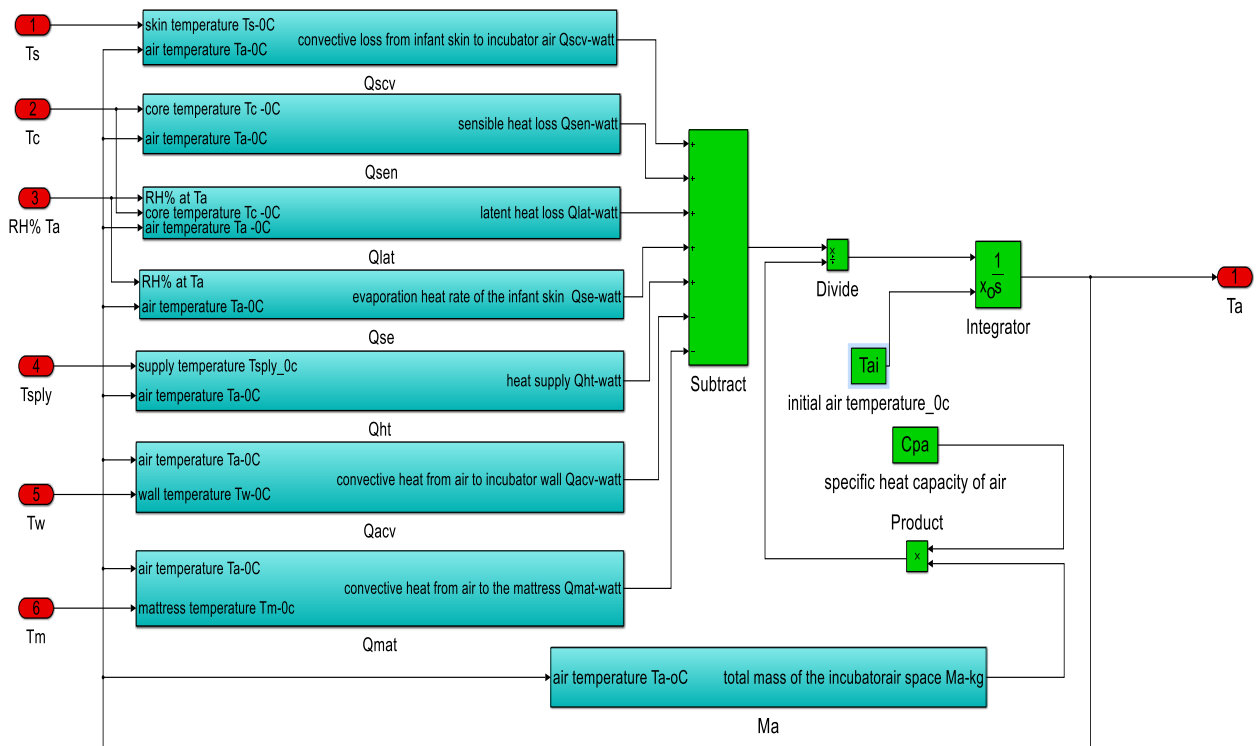 1
Ts
skin temperature Ts-0C
air temperature Ta-0C
convective loss from infant skin to incubator air Qscv-watt
Qscv
2
Tc
core temperature Tc -0C
air temperature Ta-0C
sensible heat loss Qsen-watt
Qsen
3
RH% Ta
RH% at Ta
core temperature Tc -0C
air temperature Ta -0C
latent heat loss Qlat-watt
Qlat
RH% at Ta
air temperature Ta-0C
evaporation heat rate of the infant skin Qse-watt
Qse
4
Tsply
supply temperature Tsply_0c
air temperature Ta-0C
heat supply Qht-watt
Qht
5
Tw
air temperature Ta-0C
wall temperature Tw-0C
convective heat from air to incubator wall Qacv-watt
Qacv
6
Tm
air temperature Ta-0C
mattress temperature Tm-0c
convective heat from air to the mattress Qmat-watt
Qmat
air temperature Ta-oC
total mass of the incubatorair space Ma-kg
Ma
+
+
+
+
+
−
−
Subtract
×
÷
Divide
1
s
xo
Integrator
1
Ta
Tai
initial air temperature_0c
Cpa
specific heat capacity of air
Product
×